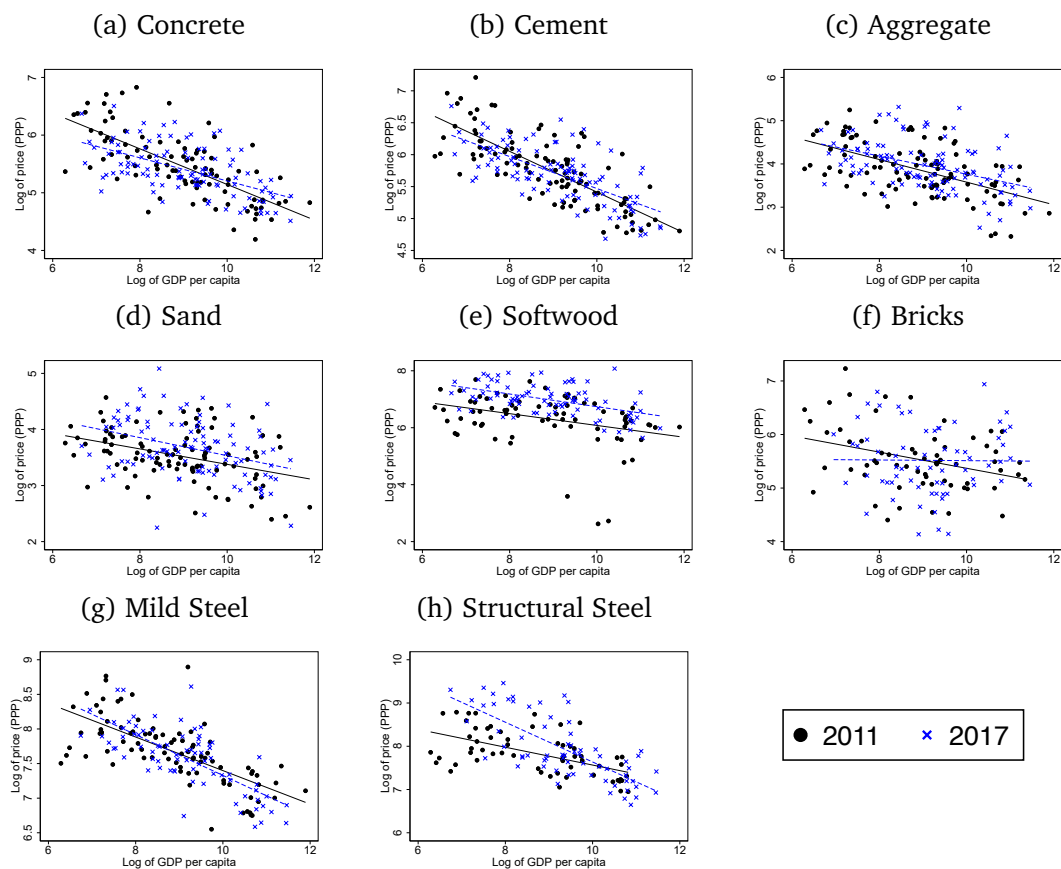 (a) Concrete
(b) Cement
(c) Aggregate
Log of price (PPP)
4 5 6 7
6 8 10 12
Log of GDP per capita
Log of price (PPP)
4.5 5 5.5 6 6.5 7
6 8 10 12
Log of GDP per capita
Log of price (PPP)
2 3 4 5 6
6 8 10 12
Log of GDP per capita
(d) Sand
(e) Softwood
(f) Bricks
Log of price (PPP)
2 3 4 5
6 8 10 12
Log of GDP per capita
Log of price (PPP)
2 4 6 8
6 8 10 12
Log of GDP per capita
Log of price (PPP)
4 5 6 7
6 8 10 12
Log of GDP per capita
(g) Mild Steel
(h) Structural Steel
Log of price (PPP)
6.5 7 7.5 8 8.5 9
6 8 10 12
Log of GDP per capita
Log of price (PPP)
6 7 8 9 10
6 8 10 12
Log of GDP per capita
2011 2017